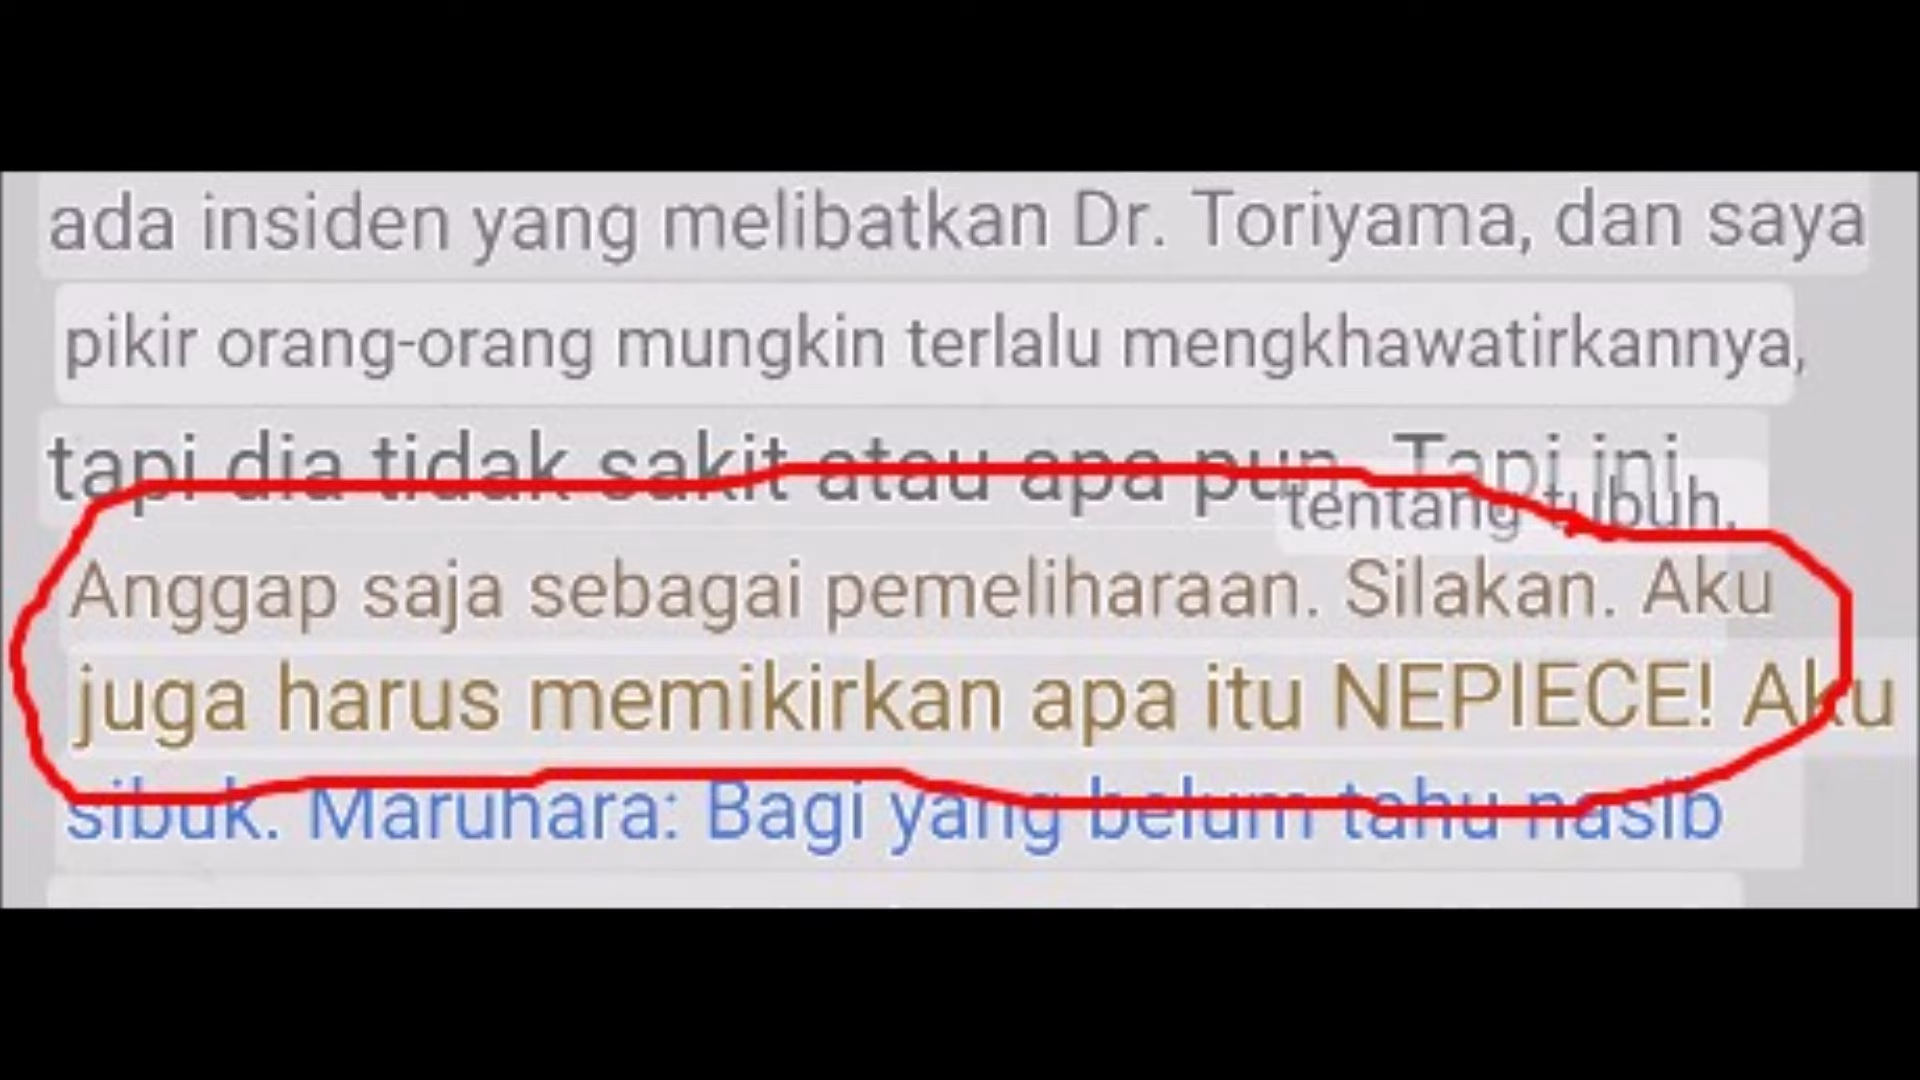 ada insiden yang melibatkan Dr. Toriyama, dan saya
pikir orang-orang mungkin terlalu mengkhawatirkannya,
tapi dia tidak sakit atau apa pun. Tapi ini
tentang tubuh.
Anggap saja sebagai pemeliharaan. Silakan. Aku
juga harus memikirkan apa itu NEPIECE! Aku
sibuk. Maruhara: Bagi yang belum tahu nasib